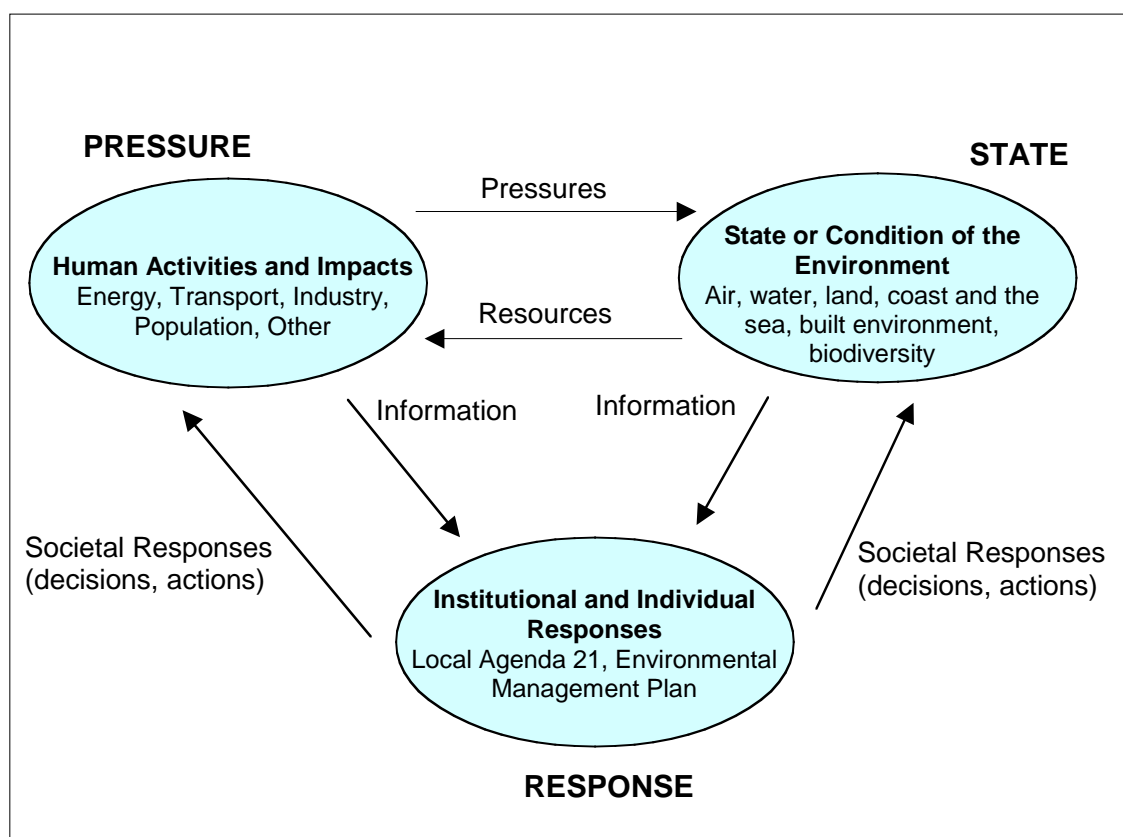 PRESSURE
STATE
Pressures
Human Activities and Impacts
Energy, Transport, Industry,
Population, Other
State or Condition of the
Environment
Air, water, land, coast and the
sea, built environment,
biodiversity
Resources
Information
Information
Societal Responses
(decisions, actions)
Societal Responses
(decisions, actions)
Institutional and Individual
Responses
Local Agenda 21, Environmental
Management Plan
RESPONSE